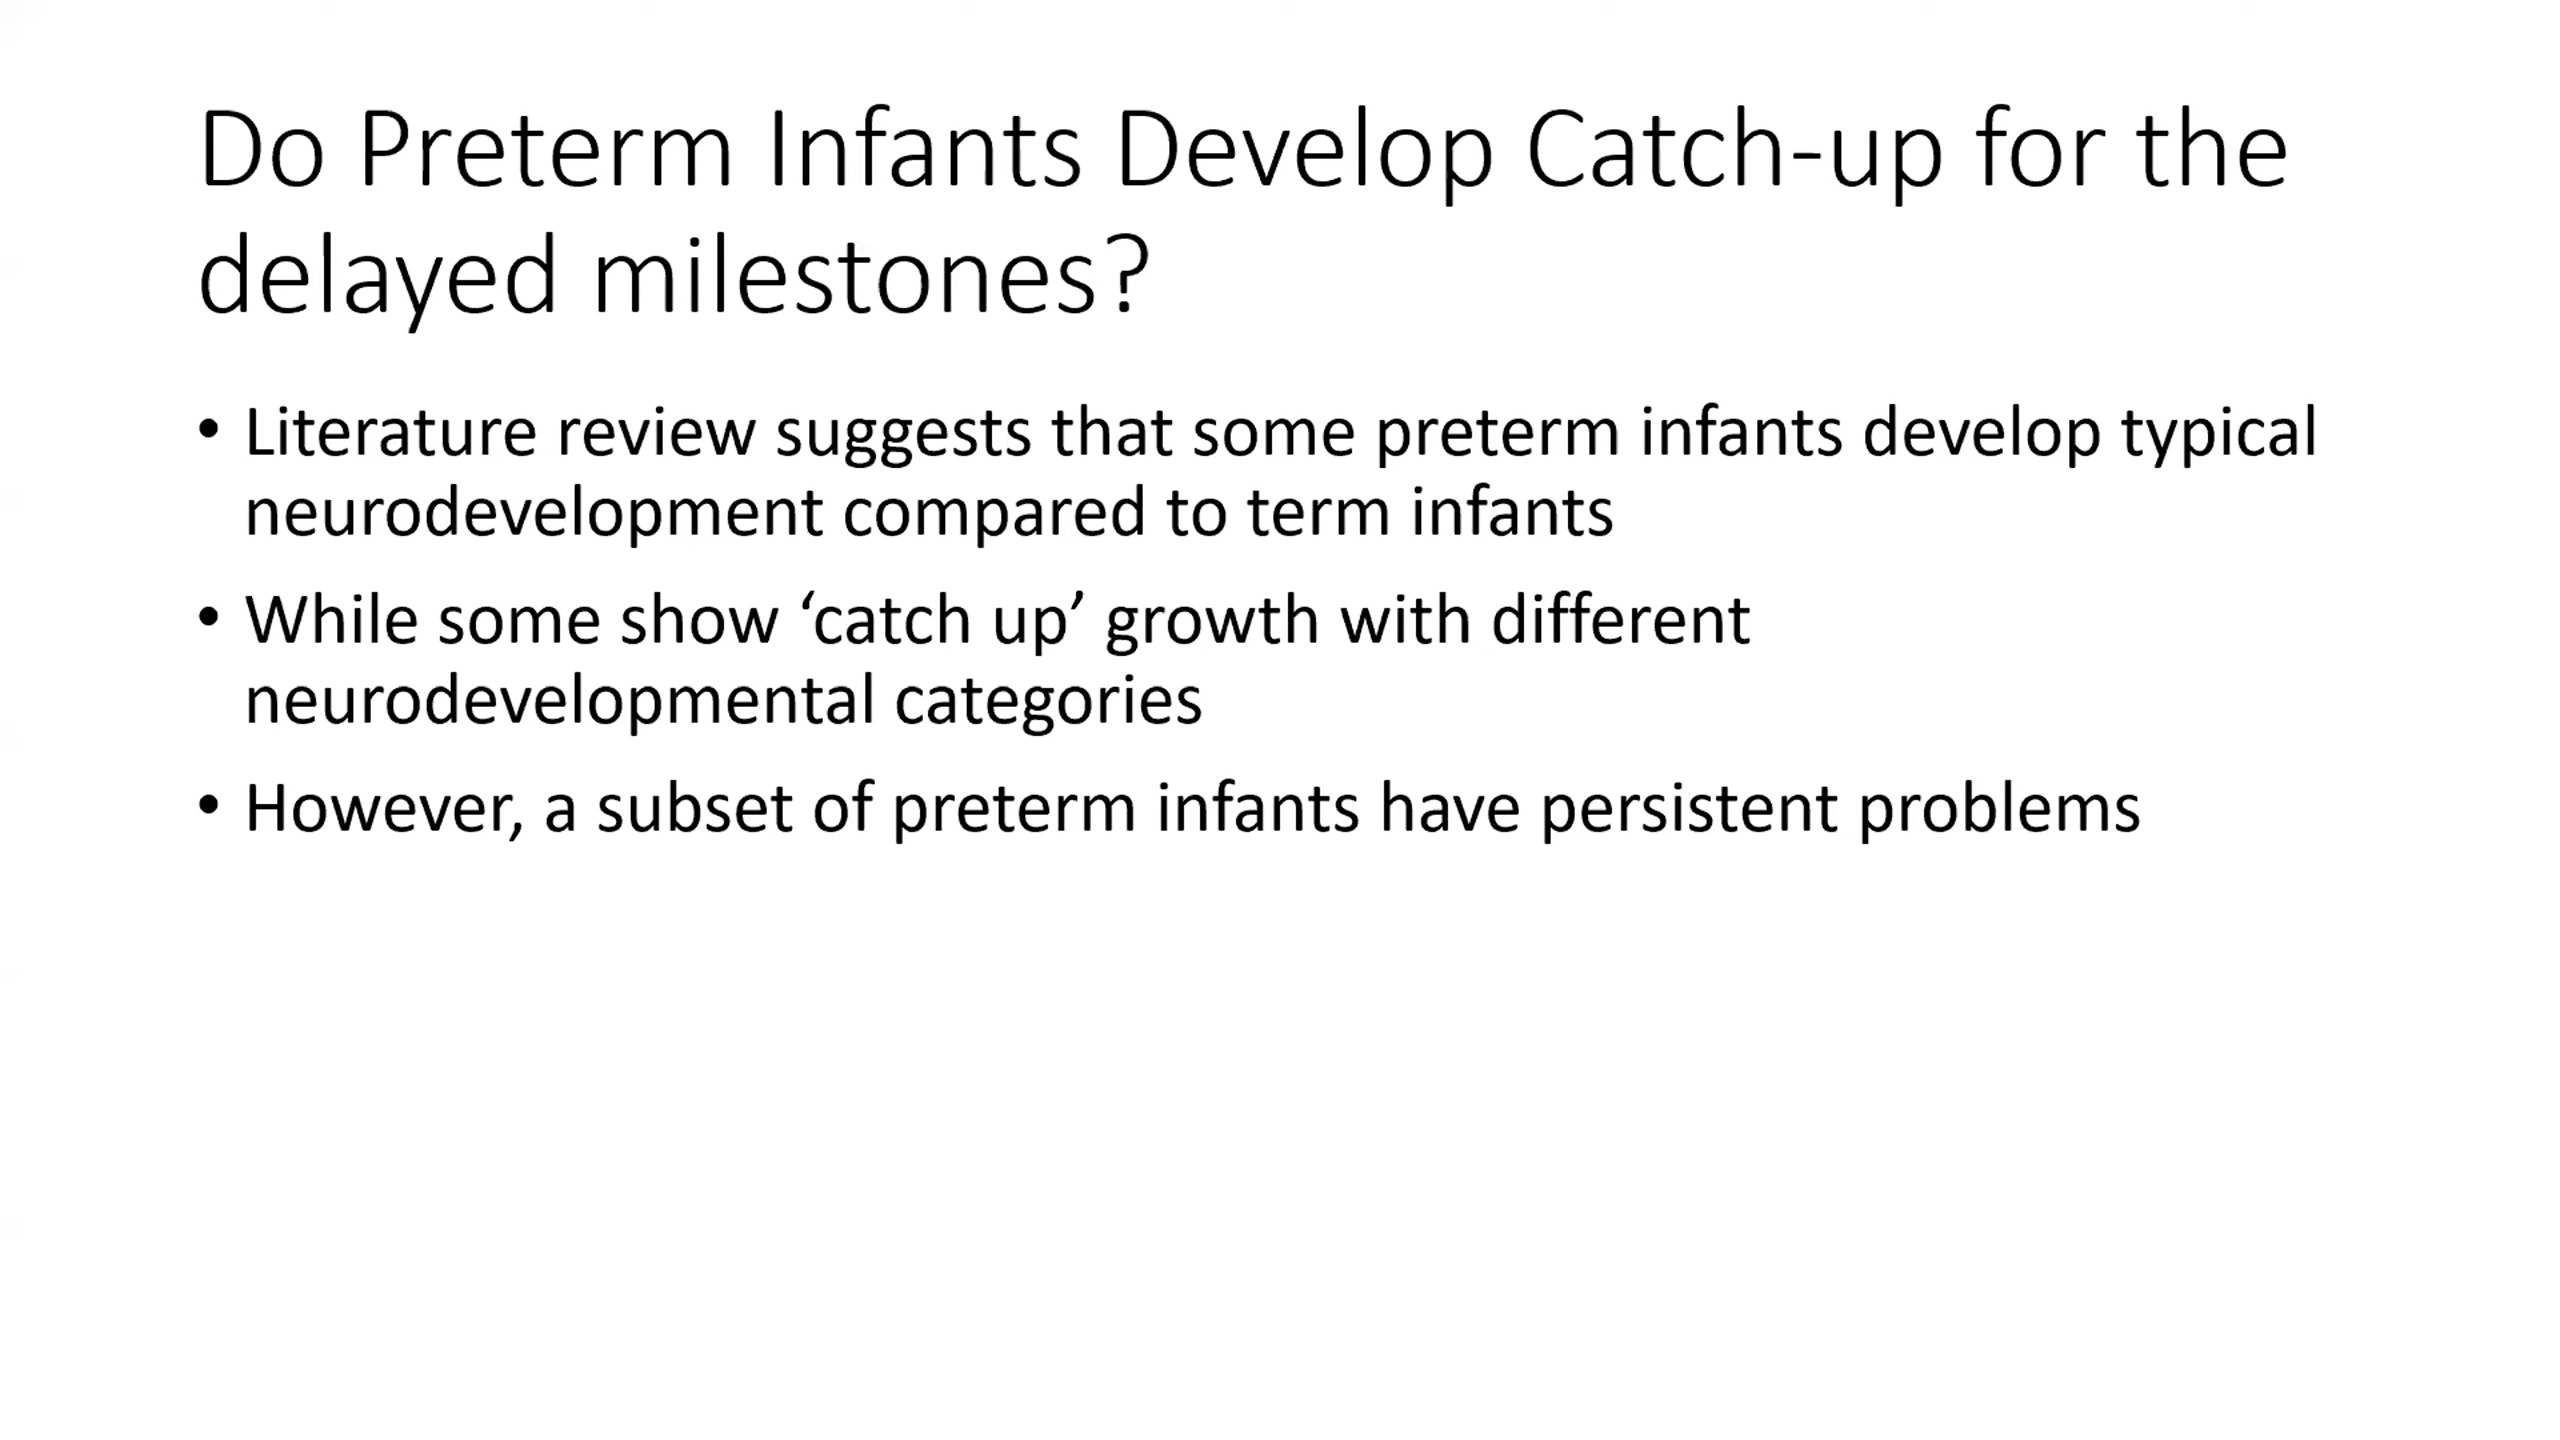 Do Preterm Infants Develop Catch-up for the
delayed milestones?
• Literature review suggests that some preterm infants develop typical
neurodevelopment compared to term infants
• While some show ‘catch up’ growth with different
neurodevelopmental categories
• However, a subset of preterm infants have persistent problems